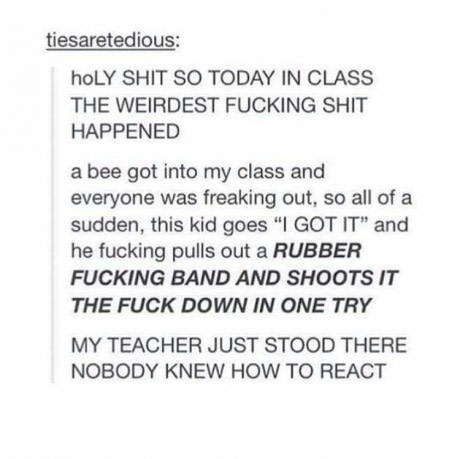 tiesaretedious:
hoLY SHIT SO TODAY IN CLASS
THE WEIRDEST FUCKING SHIT
HAPPENED
a bee got into my class and
everyone was freaking out, so all of a
sudden, this kid goes “I GOT IT” and
he fucking pulls out a RUBBER
FUCKING BAND AND SHOOTS IT
THE FUCK DOWN IN ONE TRY
MY TEACHER JUST STOOD THERE
NOBODY KNEW HOW TO REACT